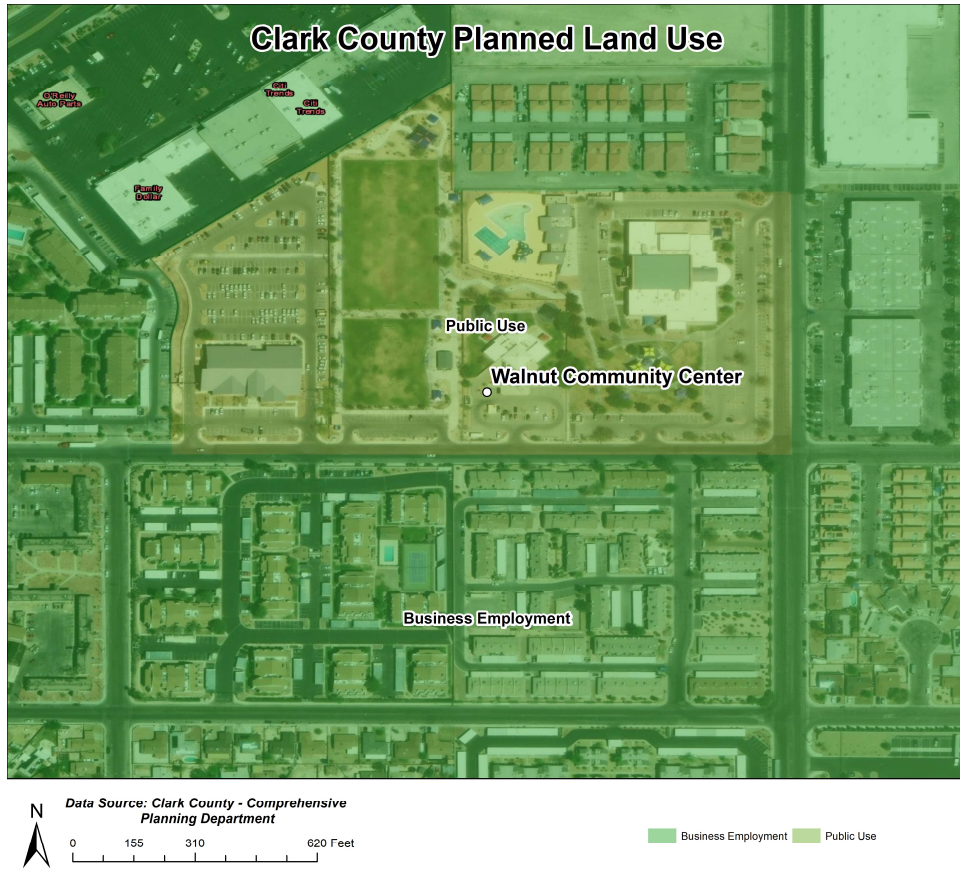 Clark County Planned Land Use
O'Reilly
Auto Parts
Citi
Trends
Citi
Trends
Family
Dollar
Public Use
Walnut Community Center
Business Employment
N
Data Source: Clark County - Comprehensive
Planning Department
0 155 310 620 Feet
Business Employment Public Use